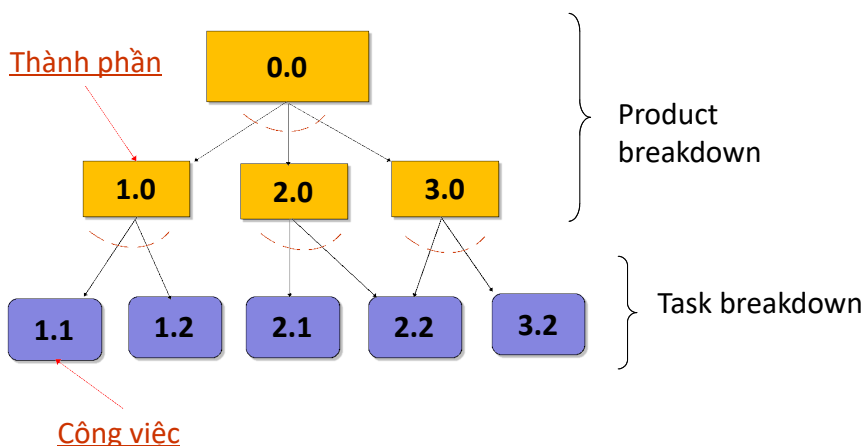 Thành phần
0.0
Product
breakdown
1.0
2.0
3.0
1.1
1.2
2.1
2.2
3.2
Task breakdown
Công viêc